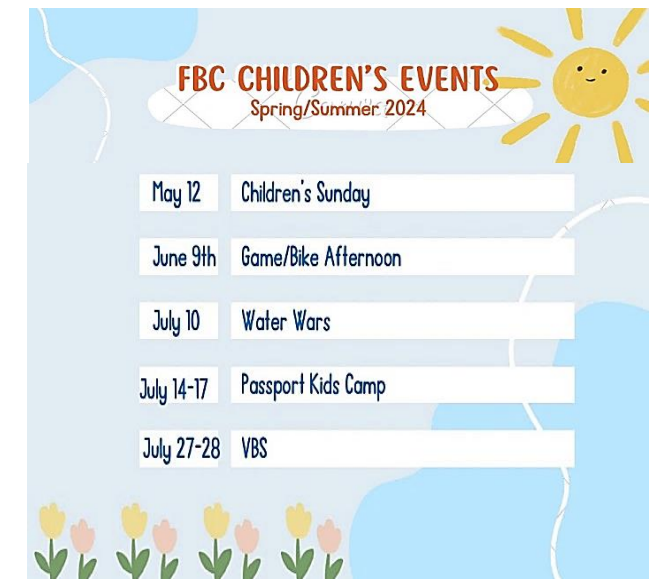 FBC CHILDREN'S EVENTS
Spring/Summer 2024
May 12 Children's Sunday
June 9th Game/Bike Afternoon
July 10 Water Wars
July 14-17 Passport Kids Camp
July 27-28 VBS